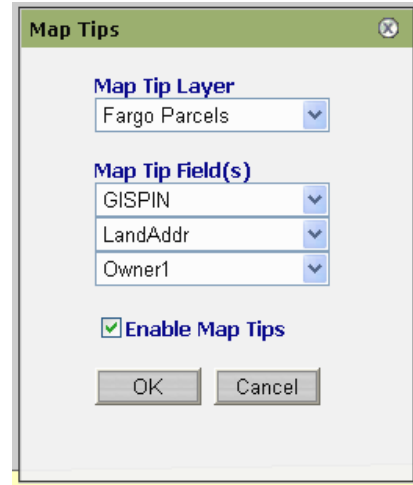 Map Tips
Map Tip Layer
Fargo Parcels
Map Tip Field(s)
GISPIN
LandAddr
Owner1
Enable Map Tips
OK Cancel